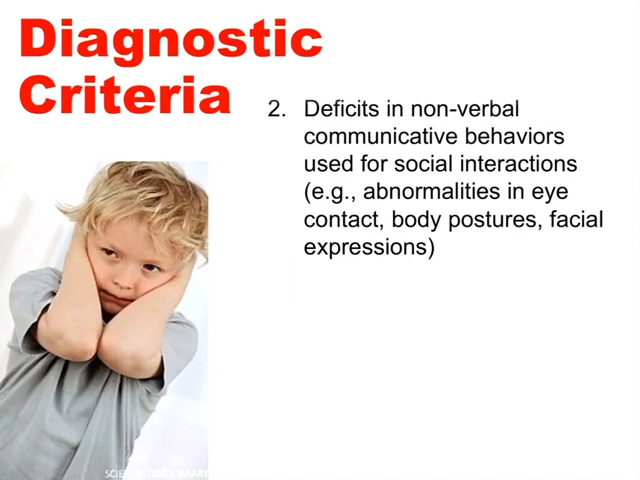 Diagnostic
Criteria
2. Deficits in non-verbal
communicative behaviors
used for social interactions
(e.g., abnormalities in eye
contact, body postures, facial
expressions)